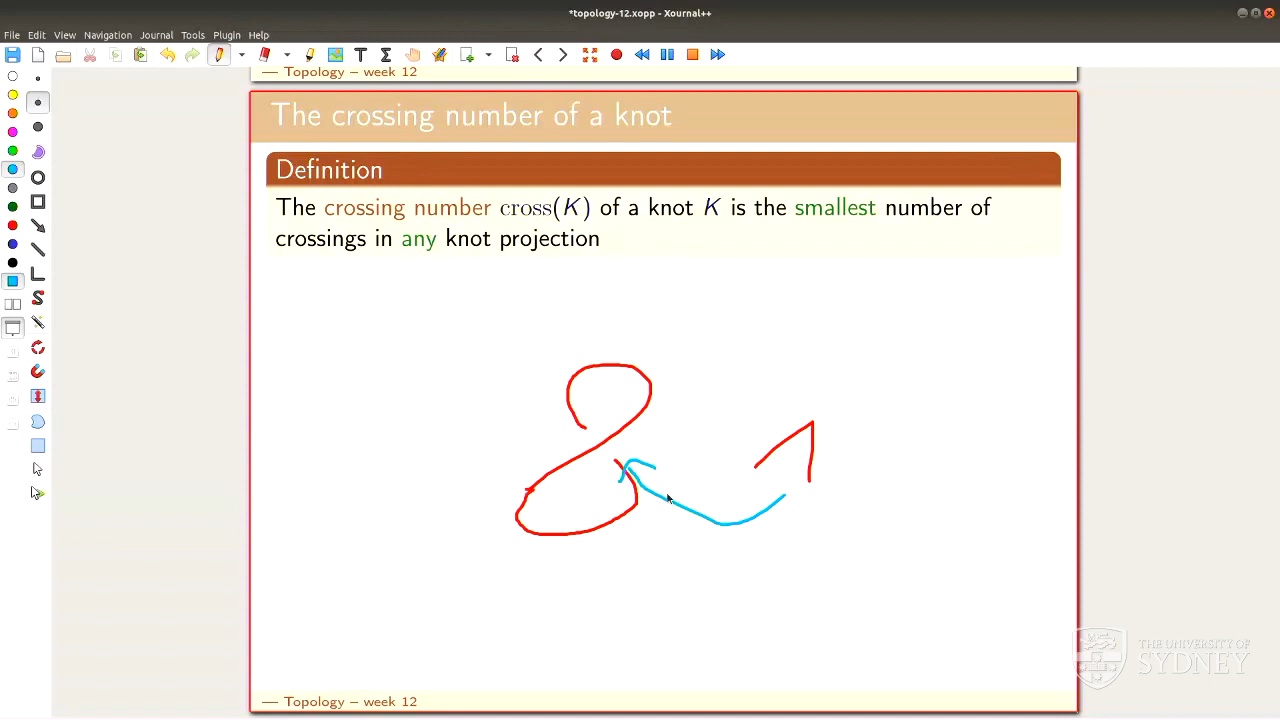 *topology-12.xopp - Xournal++
File Edit View Navigation Journal Tools Plugin Help
— Topology – week 12
The crossing number of a knot
Definition
The crossing number cross(K) of a knot K is the smallest number of
crossings in any knot projection
1
THE UNIVERSITY OF
SYDNEY
— Topology – week 12